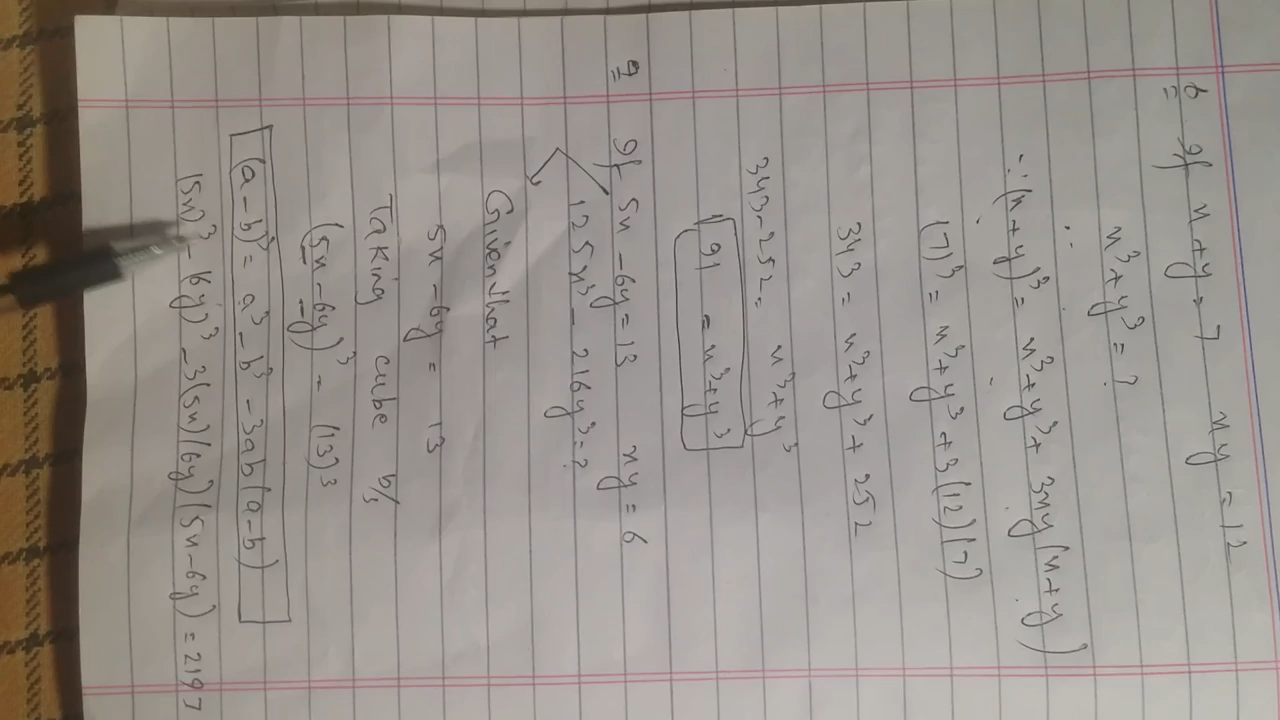 6 If x+y = 7 xy = 12
∴ x³+y³ = ?
∵ (x+y)³ = x³+y³+ 3xy(x+y)
(7)³ = x³+y³+3(12)(7)
343 = x³+y³+ 252
343-252 = x³+y³
91 = x³+y³
7 If 5x-6y=13 xy=6
125x³ - 216y³=?
Given that
5x-6y = 13
Taking cube b/s
(5x-6y)³ = (13)³
(a-b)³ = a³-b³-3ab(a-b)
(5x)³-(6y)³-3(5x)(6y)(5x-6y) = 2197